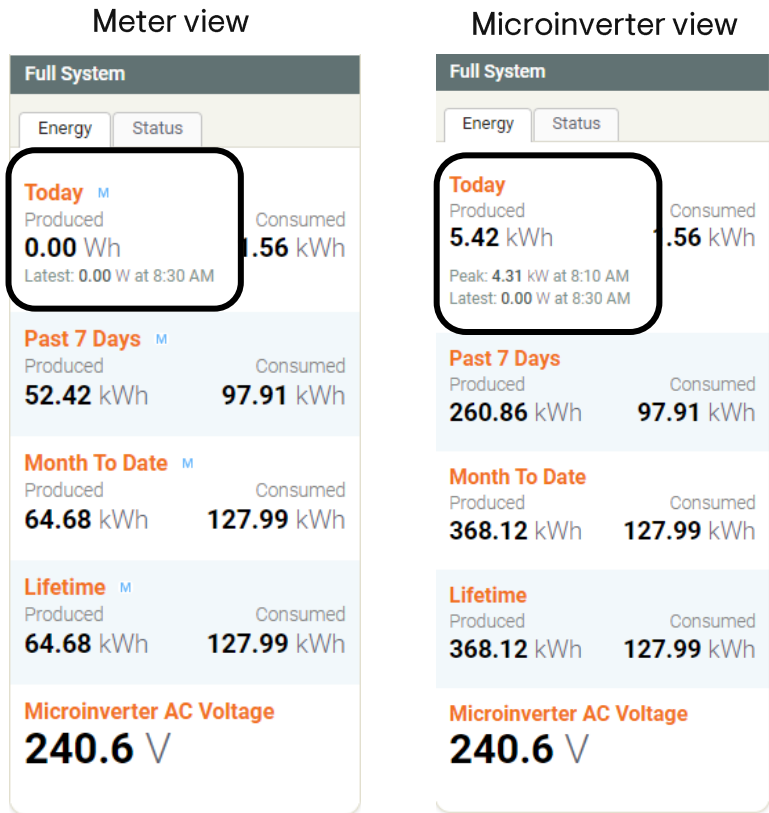 Meter view
Full System
Energy Status
Today M
Produced Consumed
0.00 Wh 1.56 kWh
Latest: 0.00 W at 8:30 AM
Past 7 Days M
Produced Consumed
52.42 kWh 97.91 kWh
Month To Date M
Produced Consumed
64.68 kWh 127.99 kWh
Lifetime M
Produced Consumed
64.68 kWh 127.99 kWh
Microinverter AC Voltage
240.6 V
Microinverter view
Full System
Energy Status
Today
Produced Consumed
5.42 kWh 1.56 kWh
Peak: 4.31 kW at 8:10 AM
Latest: 0.00 W at 8:30 AM
Past 7 Days
Produced Consumed
260.86 kWh 97.91 kWh
Month To Date
Produced Consumed
368.12 kWh 127.99 kWh
Lifetime
Produced Consumed
368.12 kWh 127.99 kWh
Microinverter AC Voltage
240.6 V